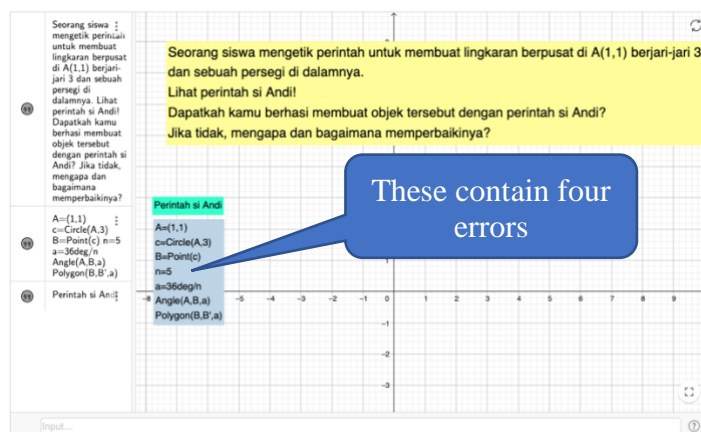 Seorang siswa
mengetik perintah
untuk membuat
lingkaran berpusat
di A(1,1) berjari-
jari 3 dan sebuah
persegi di
dalamnya. Lihat
perintah si Andi!
Dapatkah kamu
berhasi membuat
objek tersebut
dengan perintah si
Andi? Jika tidak,
mengapa dan
bagaimana
memperbaikinya?
A=(1,1)
c=Circle(A,3)
B=Point(c) n=5
a=36deg/n
Angle(A,B,a)
Polygon(B,B',a)
Perintah si Andi
Seorang siswa mengetik perintah untuk membuat lingkaran berpusat di A(1,1) berjari-jari 3
dan sebuah persegi di dalamnya.
Lihat perintah si Andi!
Dapatkah kamu berhasi membuat objek tersebut dengan perintah si Andi?
Jika tidak, mengapa dan bagaimana memperbaikinya?
These contain four
errors
Perintah si Andi
A=(1,1)
c=Circle(A,3)
B=Point(c)
n=5
a=36deg/n
Angle(A,B,a)
Polygon(B,B',a)
1
-8 -5 -4 -3 -2 -1 0 1 2 3 4 5 6 7 8 9
-1
-2
-3
Input...